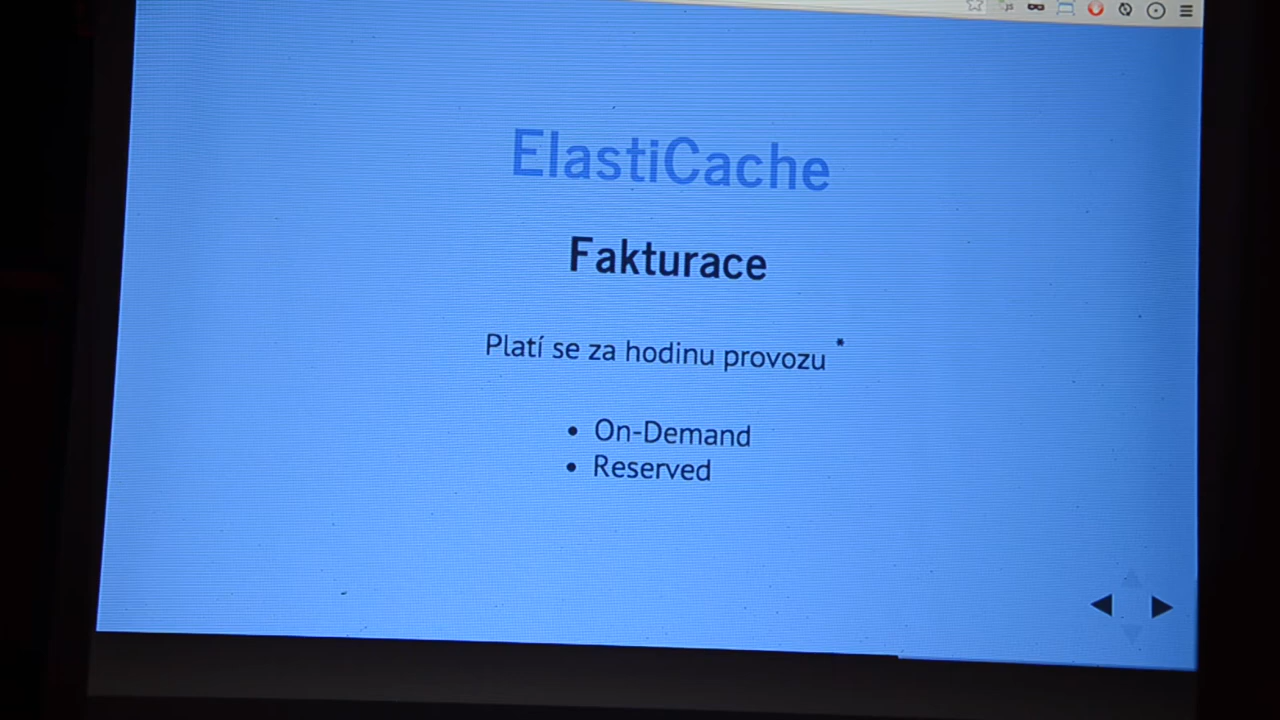 ElastiCache
Fakturace
Platí se za hodinu provozu *
• On-Demand
• Reserved